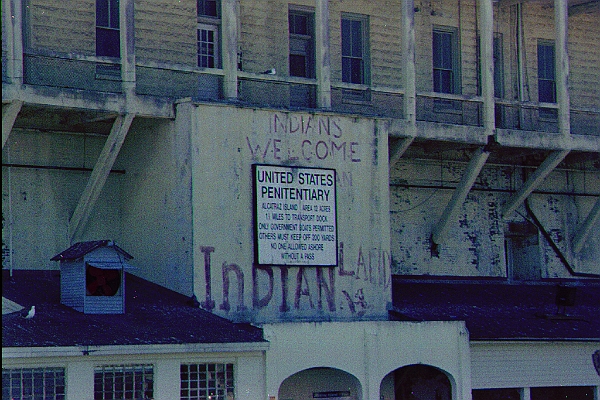 INDIANS
WELCOME
UNITED STATES
PENITENTIARY
ALCATRAZ ISLAND AREA 12 ACRES
1½ MILES TO TRANSPORT DOCK
ONLY GOVERNMENT BOATS PERMITTED
OTHERS MUST KEEP OFF 200 YARDS
NO ONE ALLOWED ASHORE
WITHOUT A PASS
IndIAN LAND